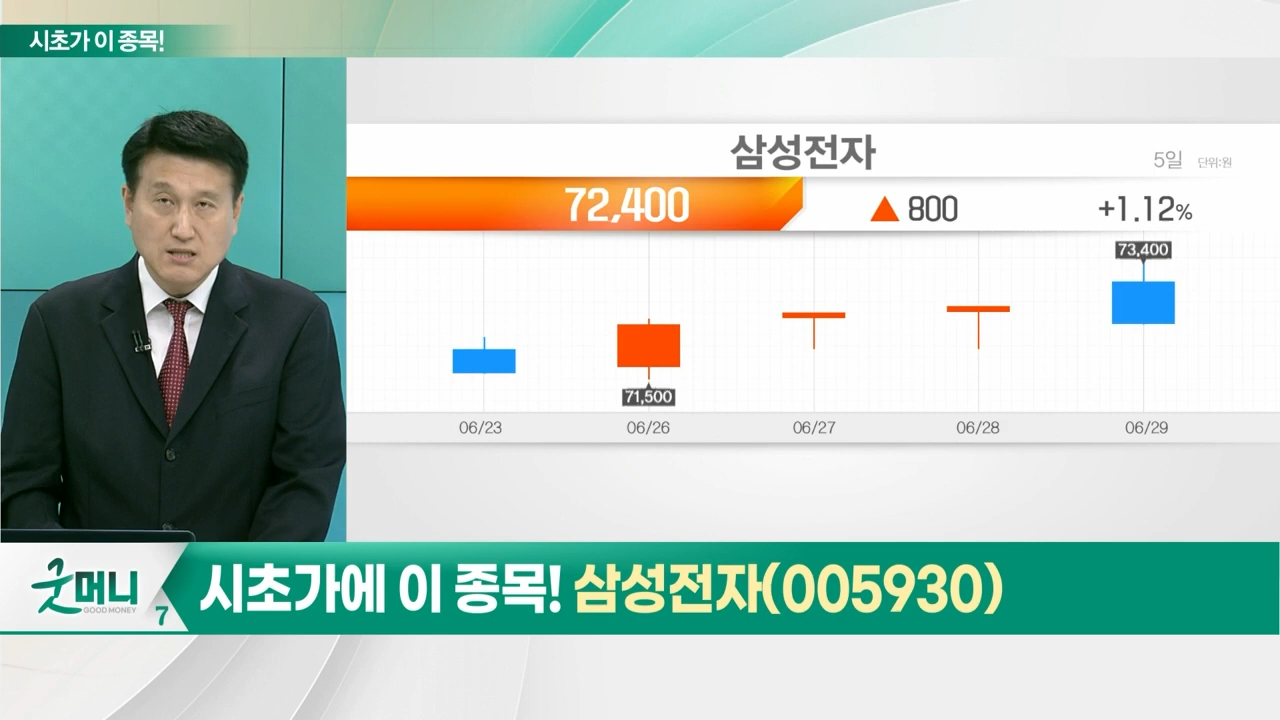 시초가 이 종목!
삼성전자
5일 단위:원
72,400 ▲ 800 +1.12%
73,400
71,500
06/23 06/26 06/27 06/28 06/29
굿머니
GOOD MONEY
7
시초가에 이 종목! 삼성전자(005930)